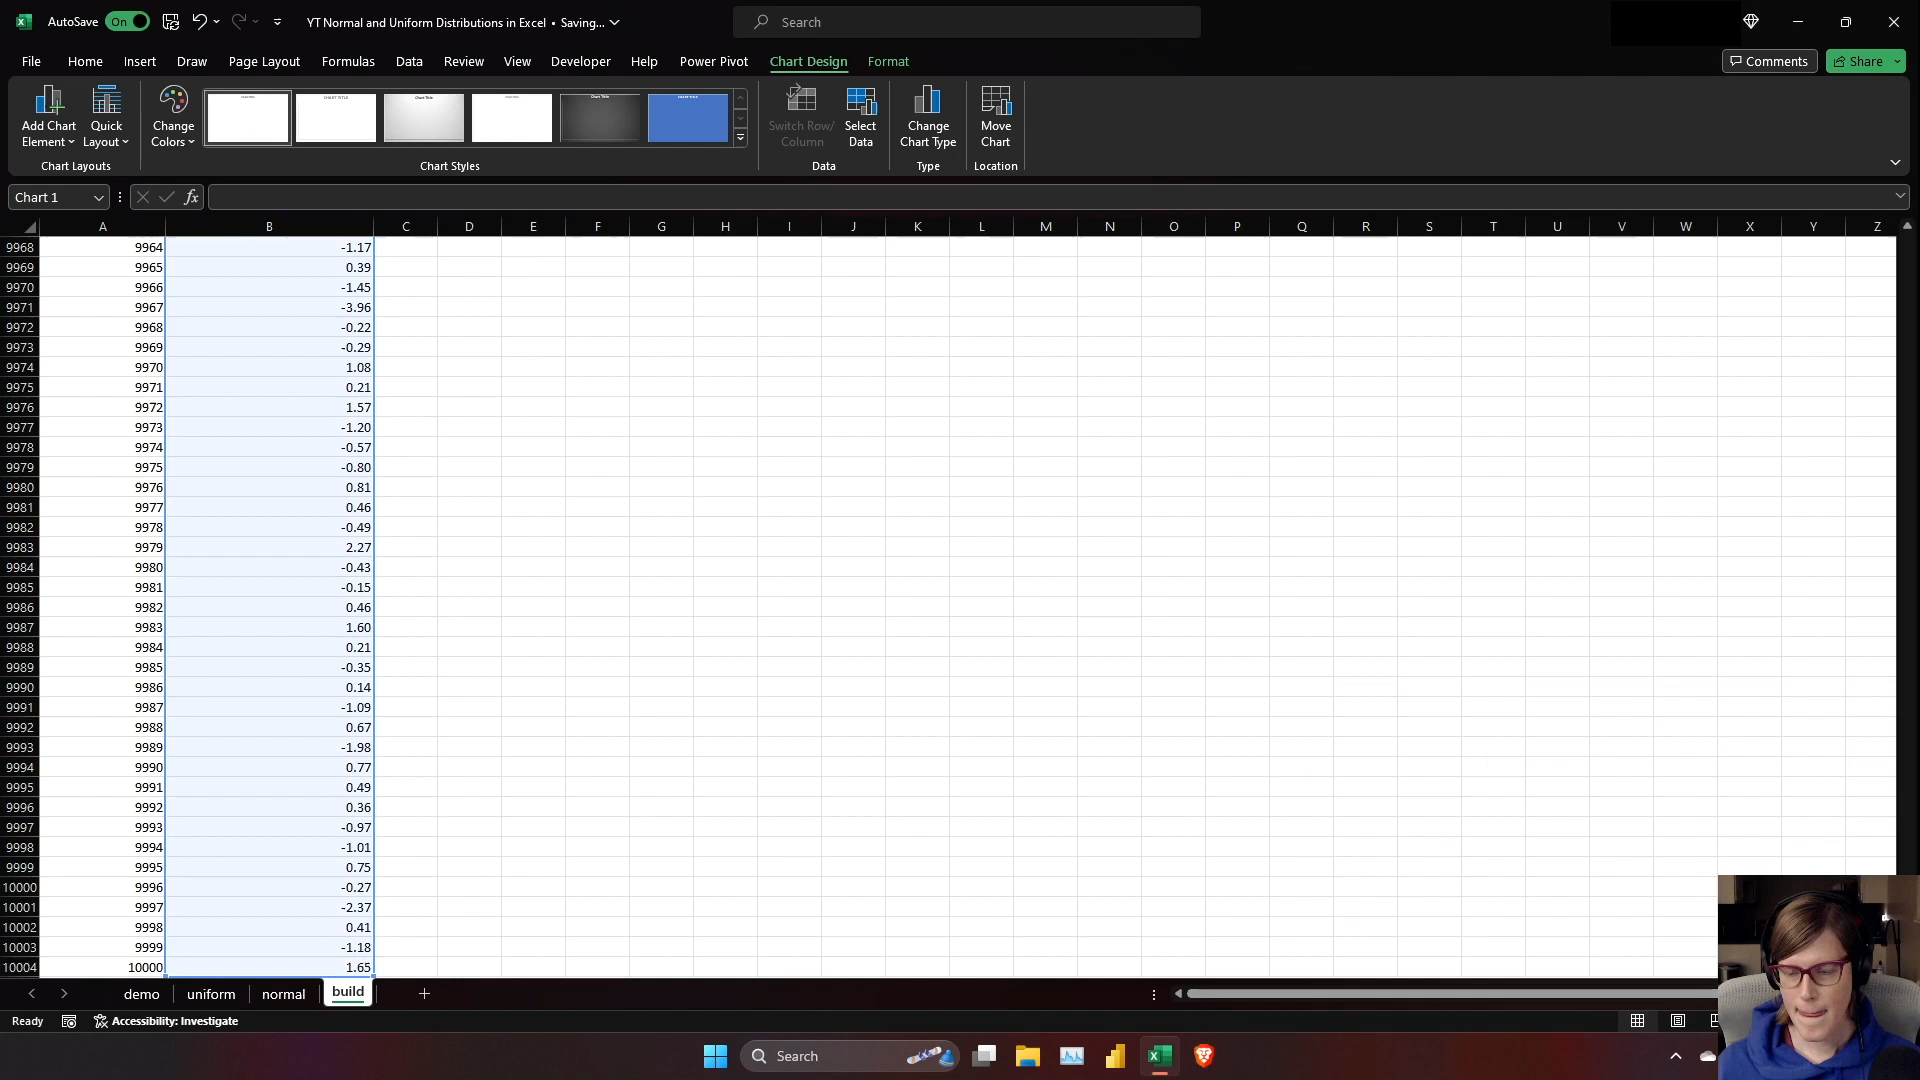 AutoSave On YT Normal and Uniform Distributions in Excel • Saving... Search
File Home Insert Draw Page Layout Formulas Data Review View Developer Help Power Pivot Chart Design Format Comments Share
Add Chart Element Quick Layout Change Colors Switch Row/ Column Select Data Change Chart Type Move Chart
Chart Layouts Chart Styles Data Type Location
Chart 1 fx
A B C D E F G H I J K L M N O P Q R S T U V W X Y Z
9968 9964 -1.17
9969 9965 0.39
9970 9966 -1.45
9971 9967 -3.96
9972 9968 -0.22
9973 9969 -0.29
9974 9970 1.08
9975 9971 0.21
9976 9972 1.57
9977 9973 -1.20
9978 9974 -0.57
9979 9975 -0.80
9980 9976 0.81
9981 9977 0.46
9982 9978 -0.49
9983 9979 2.27
9984 9980 -0.43
9985 9981 -0.15
9986 9982 0.46
9987 9983 1.60
9988 9984 0.21
9989 9985 -0.35
9990 9986 0.14
9991 9987 -1.09
9992 9988 0.67
9993 9989 -1.98
9994 9990 0.77
9995 9991 0.49
9996 9992 0.36
9997 9993 -0.97
9998 9994 -1.01
9999 9995 0.75
10000 9996 -0.27
10001 9997 -2.37
10002 9998 0.41
10003 9999 -1.18
10004 10000 1.65
demo uniform normal build
Ready Accessibility: Investigate
Search